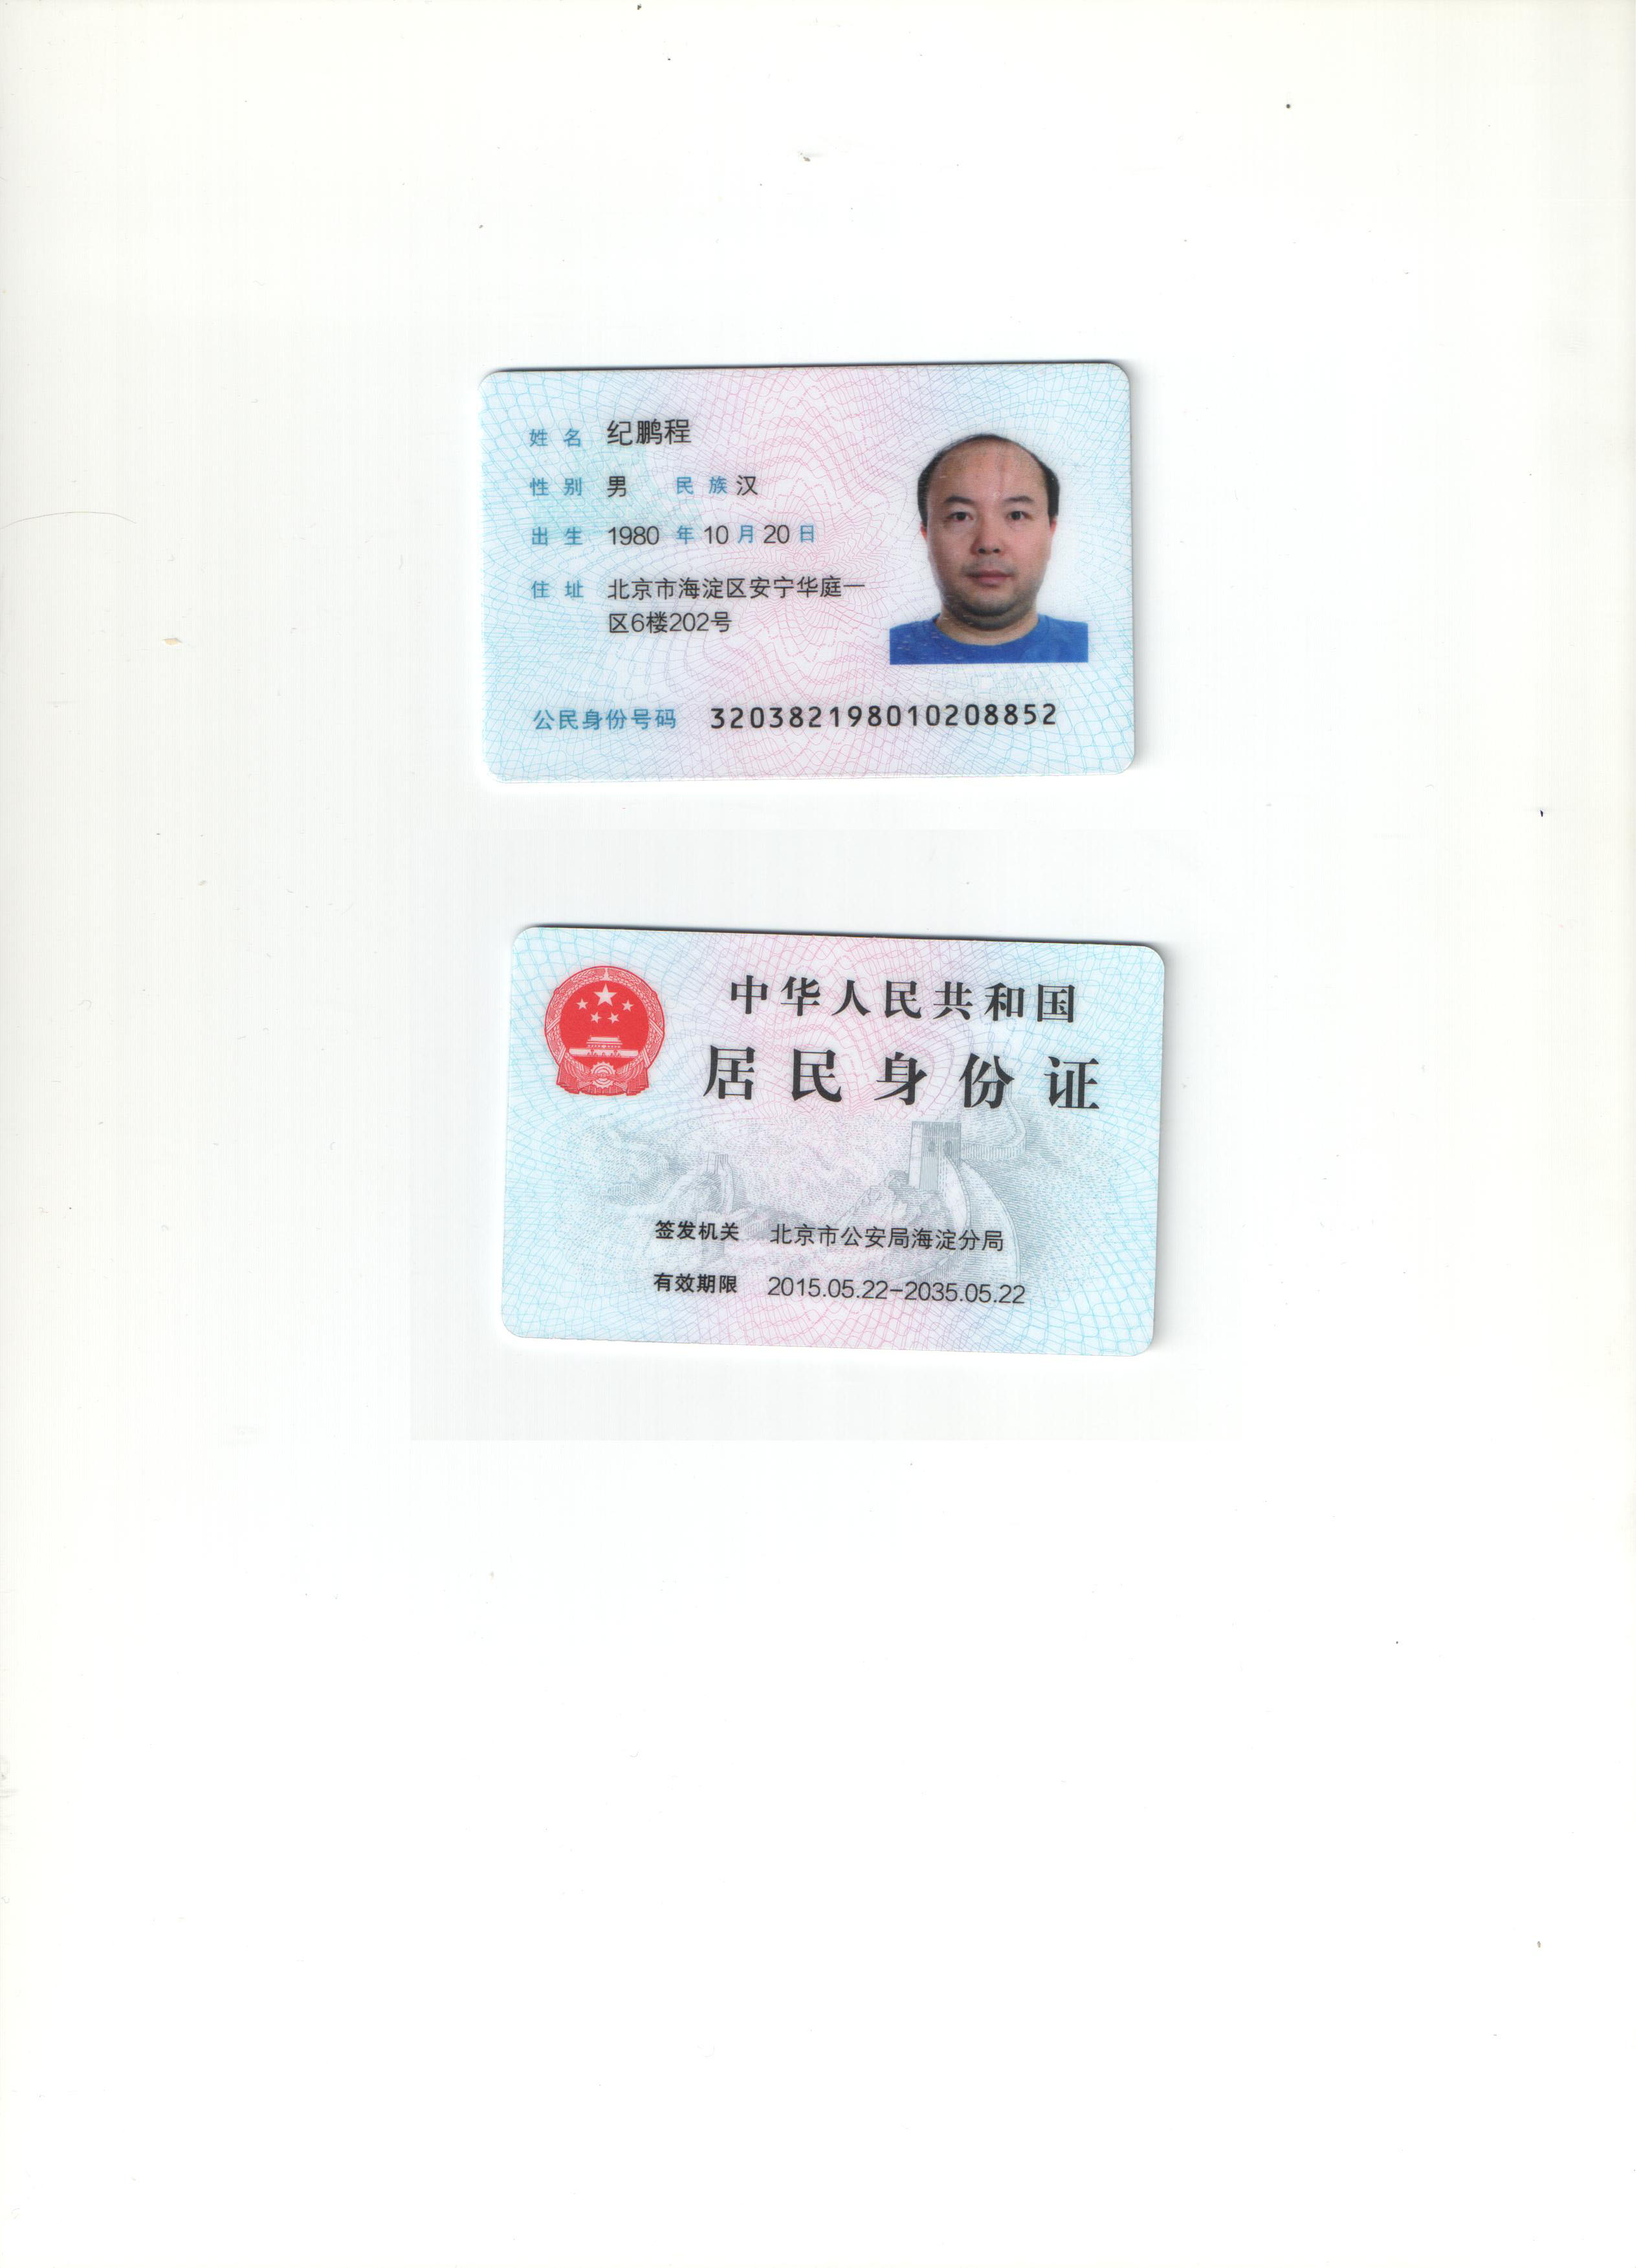 姓名 纪鹏程
性别 男 民族 汉
出生 1980 年 10 月 20 日
住址 北京市海淀区安宁华庭一
区6楼202号
公民身份号码 320382198010208852
中华人民共和国
居民身份证
签发机关 北京市公安局海淀分局
有效期限 2015.05.22-2035.05.22